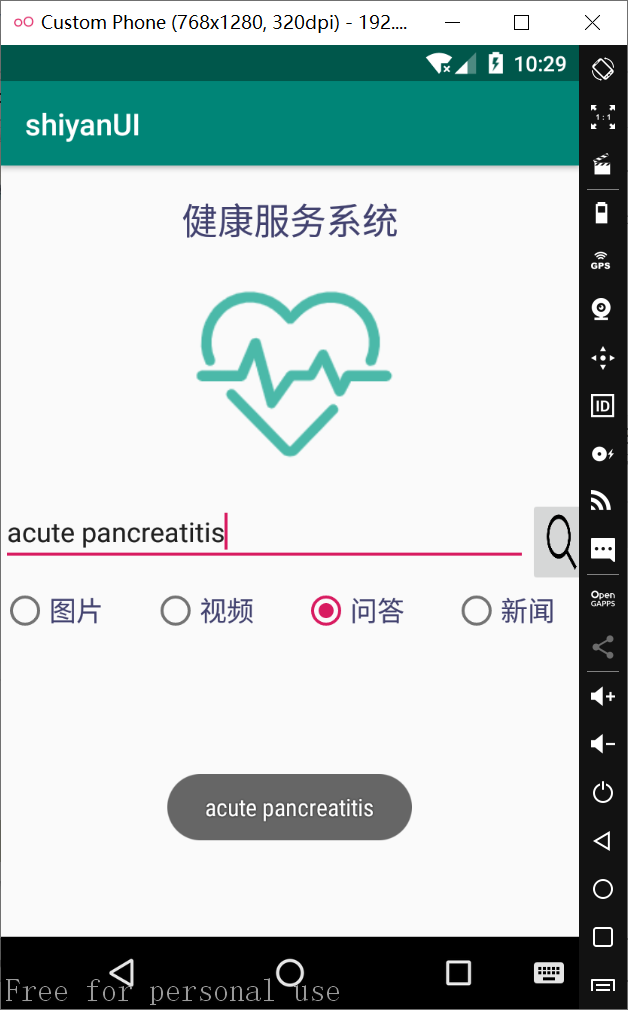 Custom Phone (768x1280, 320dpi) - 192....
10:29
shiyanUI
健康服务系统
acute pancreatitis
图片 视频 问答 新闻
acute pancreatitis
Free for personal use
1:1
GPS
ID
Open
GAPPS